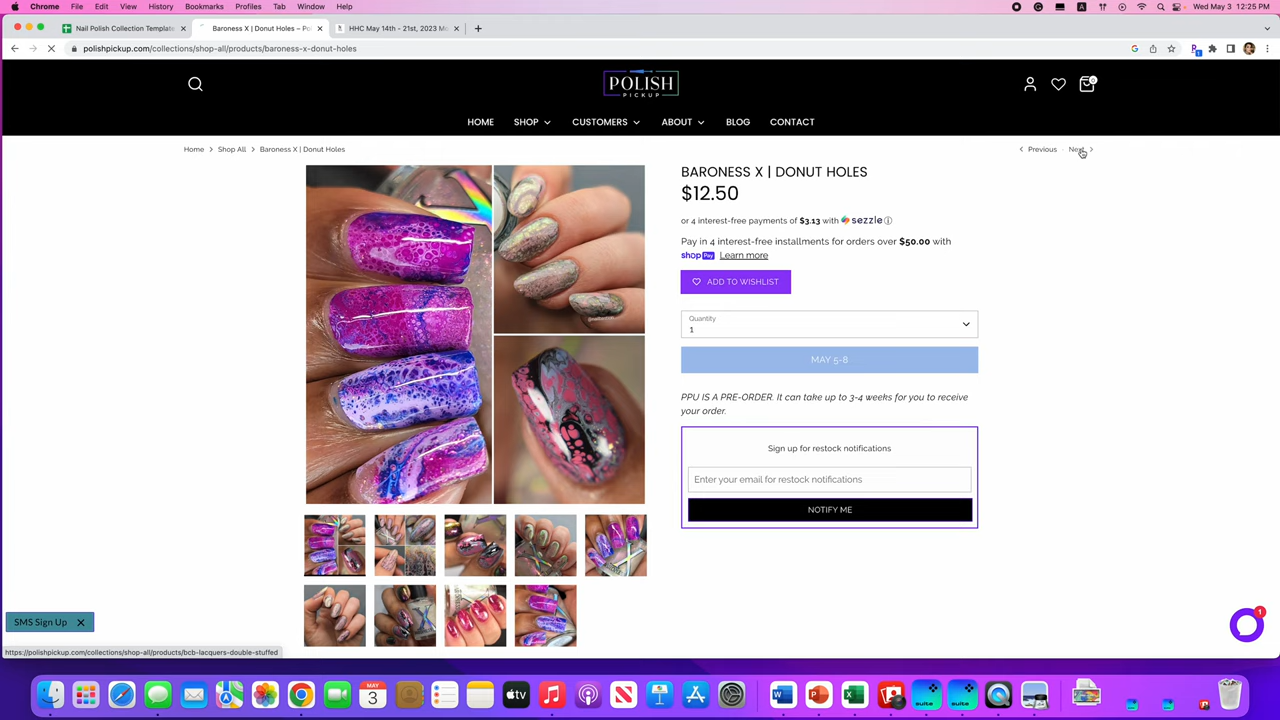 Chrome File Edit View History Bookmarks Profiles Tab Window Help
Wed May 3 12:25 PM
Nail Polish Collection Template
Baroness X | Donut Holes – Po
HHC May 14th - 21st, 2023 M
polishpickup.com/collections/shop-all/products/baroness-x-donut-holes
POLISH
PICKUP
0
HOME SHOP CUSTOMERS ABOUT BLOG CONTACT
Home > Shop All > Baroness X | Donut Holes
< Previous · Next >
BARONESS X | DONUT HOLES
$12.50
or 4 interest-free payments of $3.13 with sezzle
Pay in 4 interest-free installments for orders over $50.00 with
shop Pay Learn more
ADD TO WISHLIST
Quantity
1
MAY 5-8
PPU IS A PRE-ORDER. It can take up to 3-4 weeks for you to receive
your order.
Sign up for restock notifications
Enter your email for restock notifications
NOTIFY ME
SMS Sign Up
1
https://polishpickup.com/collections/shop-all/products/bcb-lacquers-double-stuffed
MAY
3
tv
suite
suite